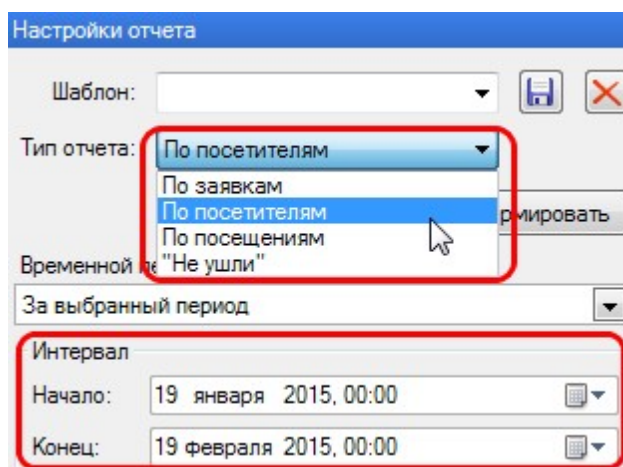 Настройки отчета
Шаблон:
Тип отчета: По посетителям
По заявкам
По посетителям
рмировать
По посещениям
Временной
"Не ушли"
За выбранный период
Интервал
Начало: 19 января 2015, 00:00
Конец: 19 февраля 2015, 00:00